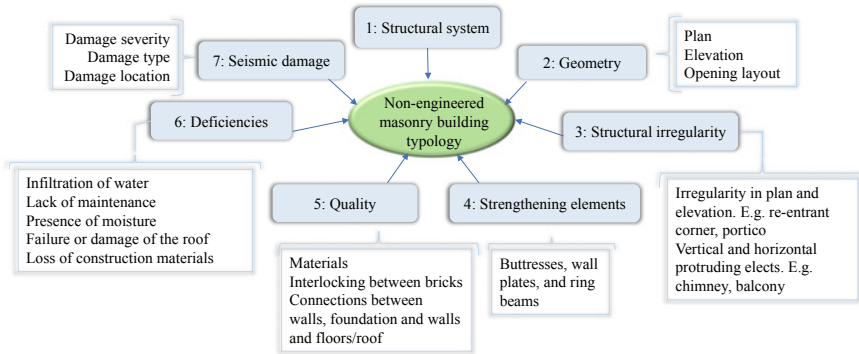 1: Structural system
Non-engineered
masonry building
typology
2: Geometry
Plan
Elevation
Opening layout
3: Structural irregularity
Irregularity in plan and
elevation. E.g. re-entrant
corner, portico
Vertical and horizontal
protruding elects. E.g.
chimney, balcony
4: Strengthening elements
Buttresses, wall
plates, and ring
beams
5: Quality
Materials
Interlocking between bricks
Connections between
walls, foundation and walls
and floors/roof
6: Deficiencies
Infiltration of water
Lack of maintenance
Presence of moisture
Failure or damage of the roof
Loss of construction materials
7: Seismic damage
Damage severity
Damage type
Damage location